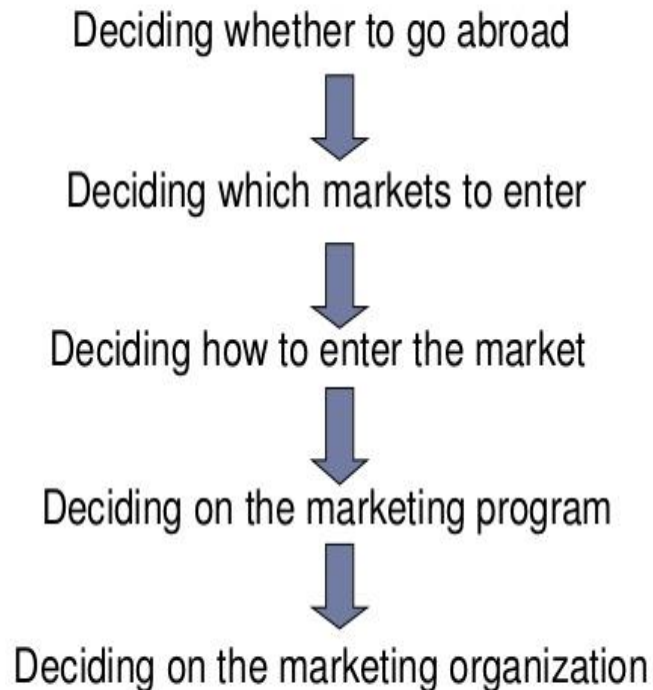 Deciding whether to go abroad
Deciding which markets to enter
Deciding how to enter the market
Deciding on the marketing program
Deciding on the marketing organization